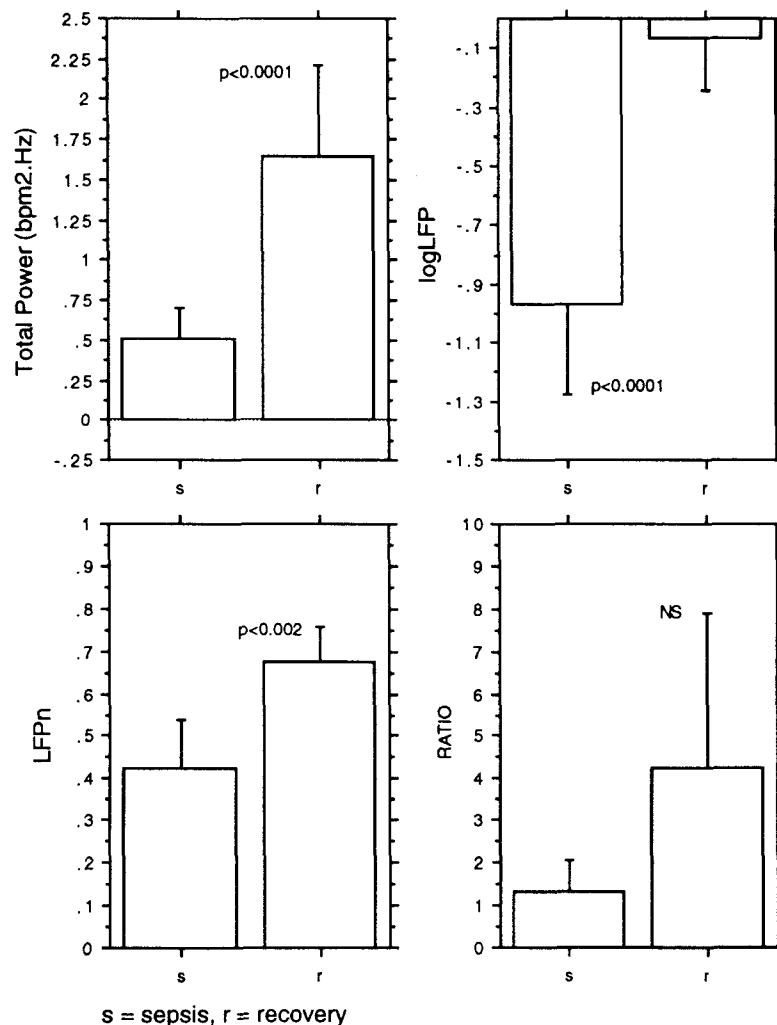 Total Power (bpm2.Hz)
2.5
2.25
2
1.75
1.5
1.25
1
.75
.5
.25
0
-.25
p<0.0001
s
r
logLFP
-.1
-.3
-.5
-.7
-.9
-1.1
-1.3
-1.5
p<0.0001
s
r
LFPn
1
.9
.8
.7
.6
.5
.4
.3
.2
.1
0
p<0.002
s
r
RATIO
10
9
8
7
6
5
4
3
2
1
0
NS
s
r
s = sepsis, r = recovery